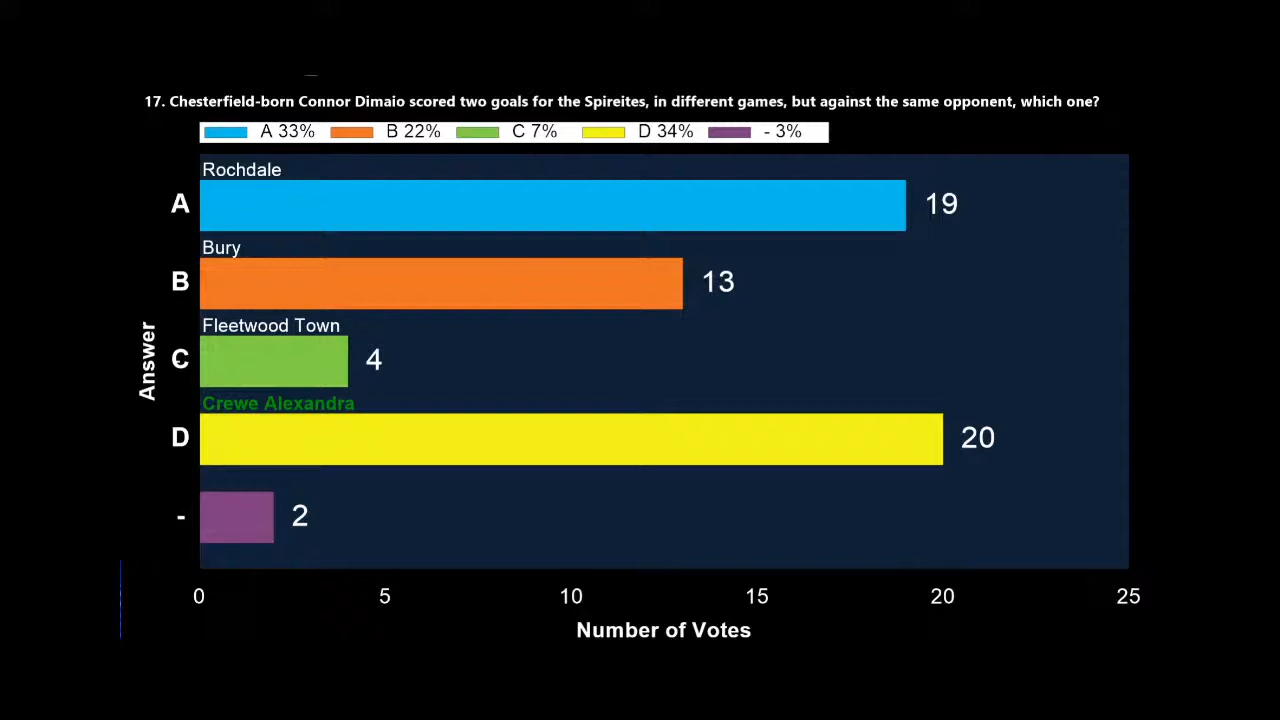 17. Chesterfield-born Connor Dimaio scored two goals for the Spireites, in different games, but against the same opponent, which one?
A 33% B 22% C 7% D 34% - 3%
Rochdale
A 19
Bury
B 13
Fleetwood Town
C 4
Crewe Alexandra
D 20
- 2
Answer
0 5 10 15 20 25
Number of Votes